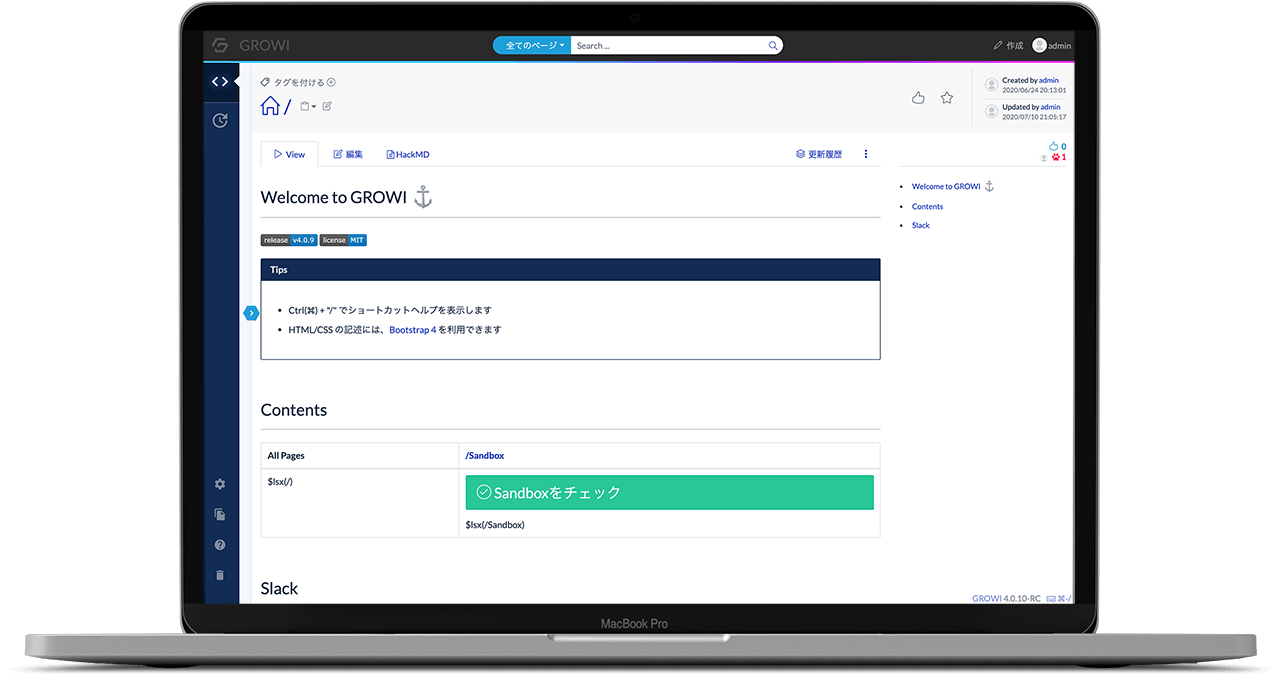 GROWI
全てのページ
Search ...
作成
admin
タグを付ける
/
Created by admin
2020/06/24 20:13:01
Updated by admin
2020/07/10 21:05:17
View
編集
HackMD
更新履歴
0
1
Welcome to GROWI
Contents
Slack
Welcome to GROWI
release v4.0.9
license MIT
Tips
Ctrl(⌘) + "/" でショートカットヘルプを表示します
HTML/CSS の記述には、Bootstrap 4 を利用できます
Contents
All Pages
/Sandbox
$lsx(/)
Sandboxをチェック
$lsx(/Sandbox)
Slack
GROWI 4.0.10-RC
⌘-/
MacBook Pro